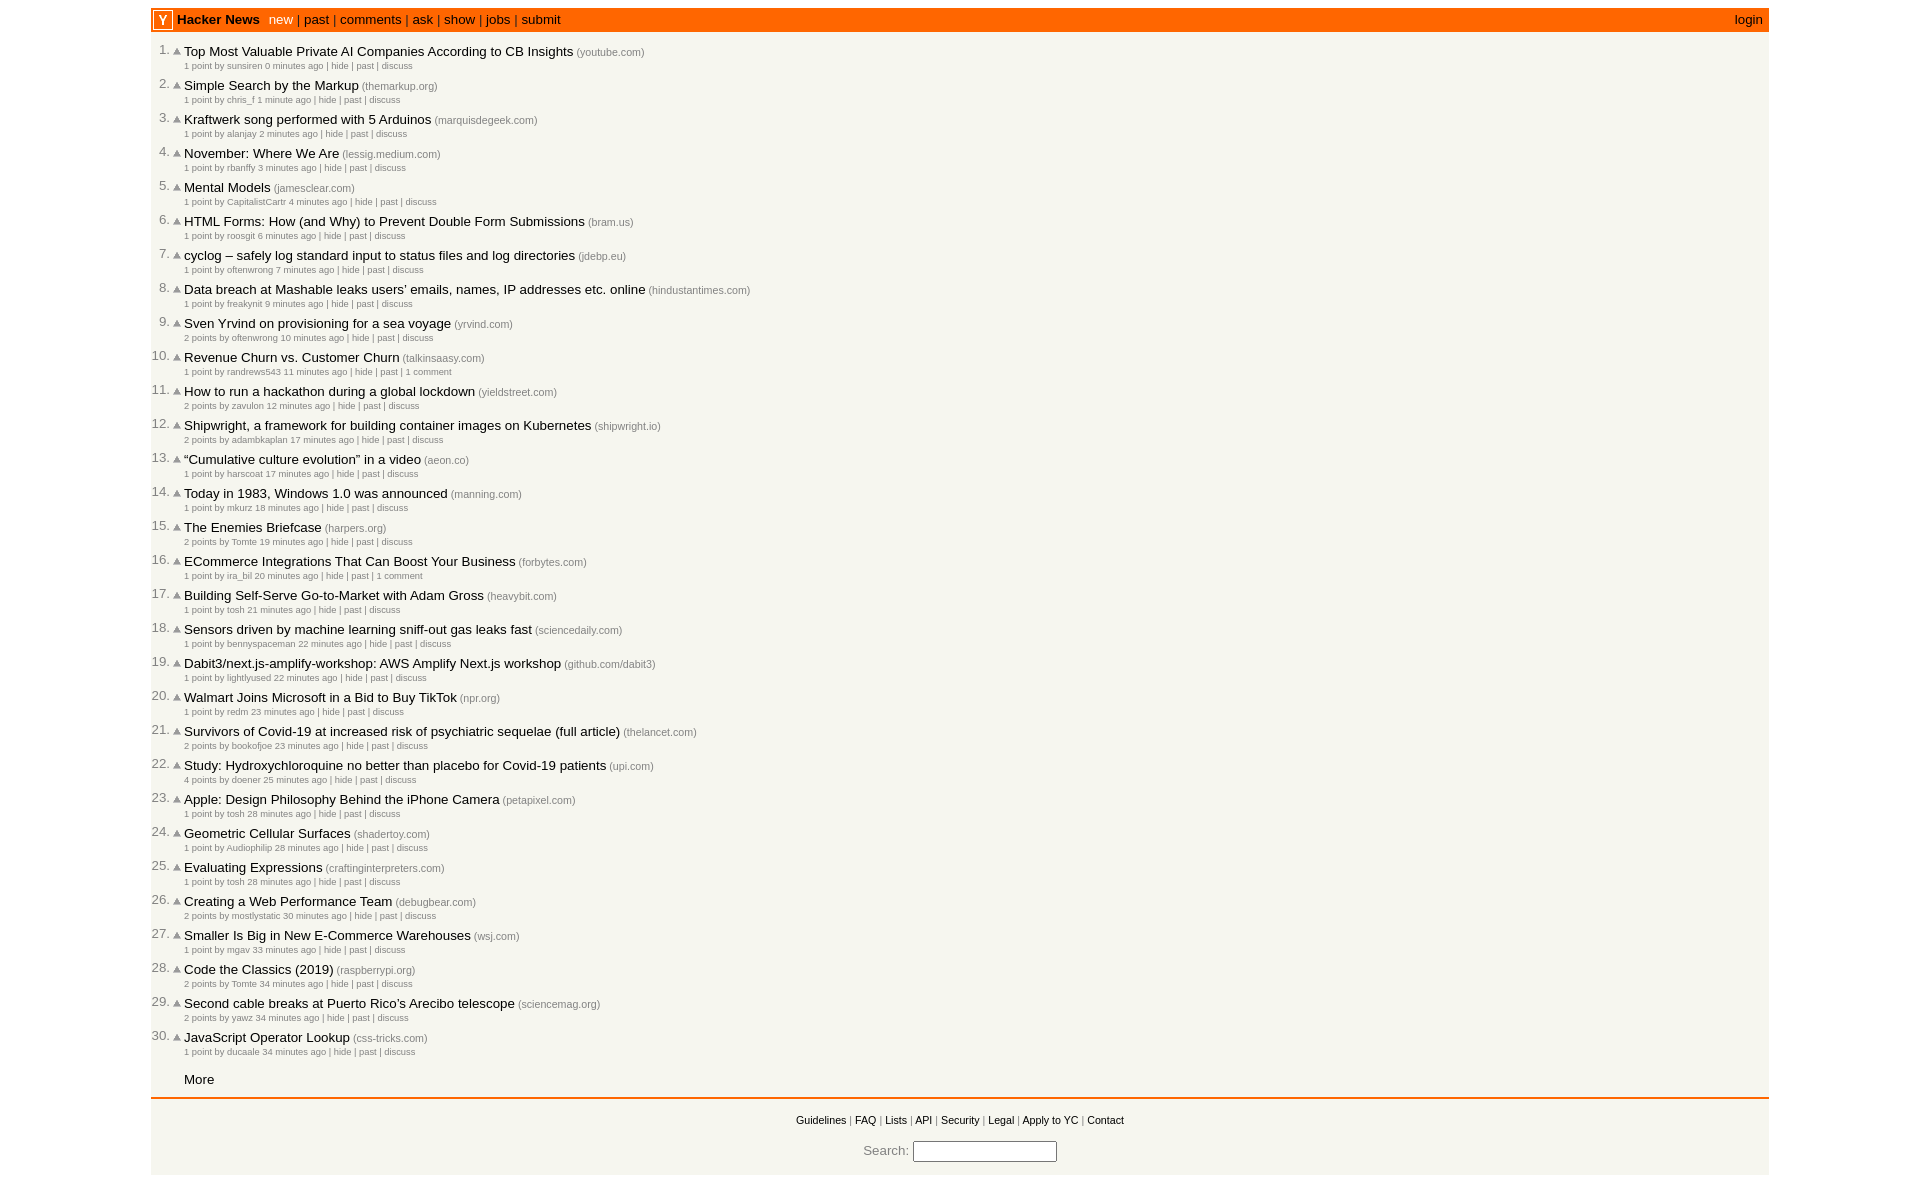 Y Hacker News new | past | comments | ask | show | jobs | submit login
1. Top Most Valuable Private AI Companies According to CB Insights (youtube.com)
1 point by sunsiren 0 minutes ago | hide | past | discuss
2. Simple Search by the Markup (themarkup.org)
1 point by chris_f 1 minute ago | hide | past | discuss
3. Kraftwerk song performed with 5 Arduinos (marquisdegeek.com)
1 point by alanjay 2 minutes ago | hide | past | discuss
4. November: Where We Are (lessig.medium.com)
1 point by rbanffy 3 minutes ago | hide | past | discuss
5. Mental Models (jamesclear.com)
1 point by CapitalistCartr 4 minutes ago | hide | past | discuss
6. HTML Forms: How (and Why) to Prevent Double Form Submissions (bram.us)
1 point by roosgit 6 minutes ago | hide | past | discuss
7. cyclog – safely log standard input to status files and log directories (jdebp.eu)
1 point by oftenwrong 7 minutes ago | hide | past | discuss
8. Data breach at Mashable leaks users’ emails, names, IP addresses etc. online (hindustantimes.com)
1 point by freakynit 9 minutes ago | hide | past | discuss
9. Sven Yrvind on provisioning for a sea voyage (yrvind.com)
2 points by oftenwrong 10 minutes ago | hide | past | discuss
10. Revenue Churn vs. Customer Churn (talkinsaasy.com)
1 point by randrews543 11 minutes ago | hide | past | 1 comment
11. How to run a hackathon during a global lockdown (yieldstreet.com)
2 points by zavulon 12 minutes ago | hide | past | discuss
12. Shipwright, a framework for building container images on Kubernetes (shipwright.io)
2 points by adambkaplan 17 minutes ago | hide | past | discuss
13. “Cumulative culture evolution” in a video (aeon.co)
1 point by harscoat 17 minutes ago | hide | past | discuss
14. Today in 1983, Windows 1.0 was announced (manning.com)
1 point by mkurz 18 minutes ago | hide | past | discuss
15. The Enemies Briefcase (harpers.org)
2 points by Tomte 19 minutes ago | hide | past | discuss
16. ECommerce Integrations That Can Boost Your Business (forbytes.com)
1 point by ira_bil 20 minutes ago | hide | past | 1 comment
17. Building Self-Serve Go-to-Market with Adam Gross (heavybit.com)
1 point by tosh 21 minutes ago | hide | past | discuss
18. Sensors driven by machine learning sniff-out gas leaks fast (sciencedaily.com)
1 point by bennyspaceman 22 minutes ago | hide | past | discuss
19. Dabit3/next.js-amplify-workshop: AWS Amplify Next.js workshop (github.com/dabit3)
1 point by lightlyused 22 minutes ago | hide | past | discuss
20. Walmart Joins Microsoft in a Bid to Buy TikTok (npr.org)
1 point by redm 23 minutes ago | hide | past | discuss
21. Survivors of Covid-19 at increased risk of psychiatric sequelae (full article) (thelancet.com)
2 points by bookofjoe 23 minutes ago | hide | past | discuss
22. Study: Hydroxychloroquine no better than placebo for Covid-19 patients (upi.com)
4 points by doener 25 minutes ago | hide | past | discuss
23. Apple: Design Philosophy Behind the iPhone Camera (petapixel.com)
1 point by tosh 28 minutes ago | hide | past | discuss
24. Geometric Cellular Surfaces (shadertoy.com)
1 point by Audiophilip 28 minutes ago | hide | past | discuss
25. Evaluating Expressions (craftinginterpreters.com)
1 point by tosh 28 minutes ago | hide | past | discuss
26. Creating a Web Performance Team (debugbear.com)
2 points by mostlystatic 30 minutes ago | hide | past | discuss
27. Smaller Is Big in New E-Commerce Warehouses (wsj.com)
1 point by mgav 33 minutes ago | hide | past | discuss
28. Code the Classics (2019) (raspberrypi.org)
2 points by Tomte 34 minutes ago | hide | past | discuss
29. Second cable breaks at Puerto Rico’s Arecibo telescope (sciencemag.org)
2 points by yawz 34 minutes ago | hide | past | discuss
30. JavaScript Operator Lookup (css-tricks.com)
1 point by ducaale 34 minutes ago | hide | past | discuss
More
Guidelines | FAQ | Lists | API | Security | Legal | Apply to YC | Contact
Search: